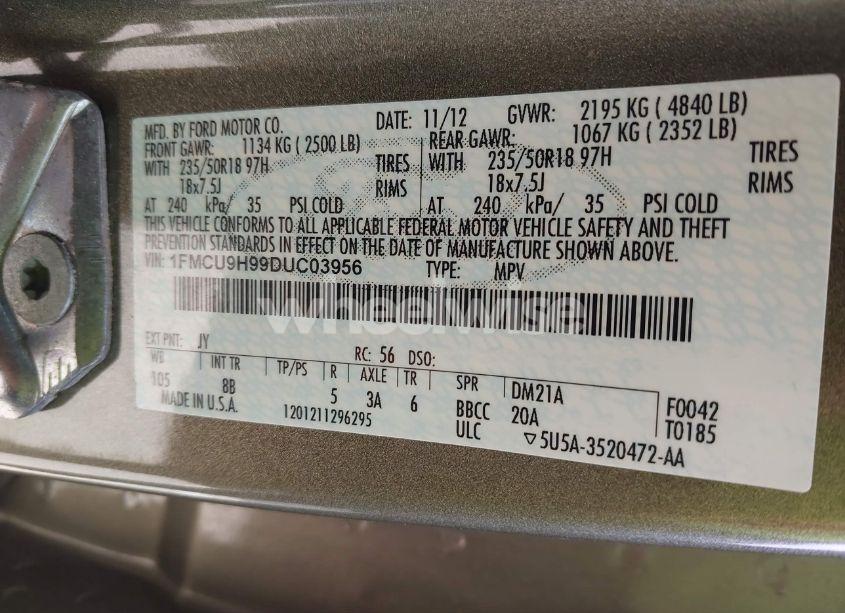 MFD. BY FORD MOTOR CO. DATE: 11/12 GVWR: 2195 KG ( 4840 LB)
FRONT GAWR: 1134 KG ( 2500 LB) REAR GAWR: 1067 KG ( 2352 LB)
WITH 235/50R18 97H TIRES WITH 235/50R18 97H TIRES
18x7.5J RIMS 18x7.5J RIMS
AT 240 kPa/ 35 PSI COLD AT 240 kPa/ 35 PSI COLD
THIS VEHICLE CONFORMS TO ALL APPLICABLE FEDERAL MOTOR VEHICLE SAFETY AND THEFT
PREVENTION STANDARDS IN EFFECT ON THE DATE OF MANUFACTURE SHOWN ABOVE.
VIN: 1FMCU9H99DUC03956 TYPE: MPV
wheelwise
EXT PNT: JY RC: 56 DSO:
WB INT TR TP/PS R AXLE TR SPR DM21A F0042
105 8B 5 3A 6 BBCC 20A T0185
MADE IN U.S.A. 1201211296295 ULC ▽5U5A-3520472-AA